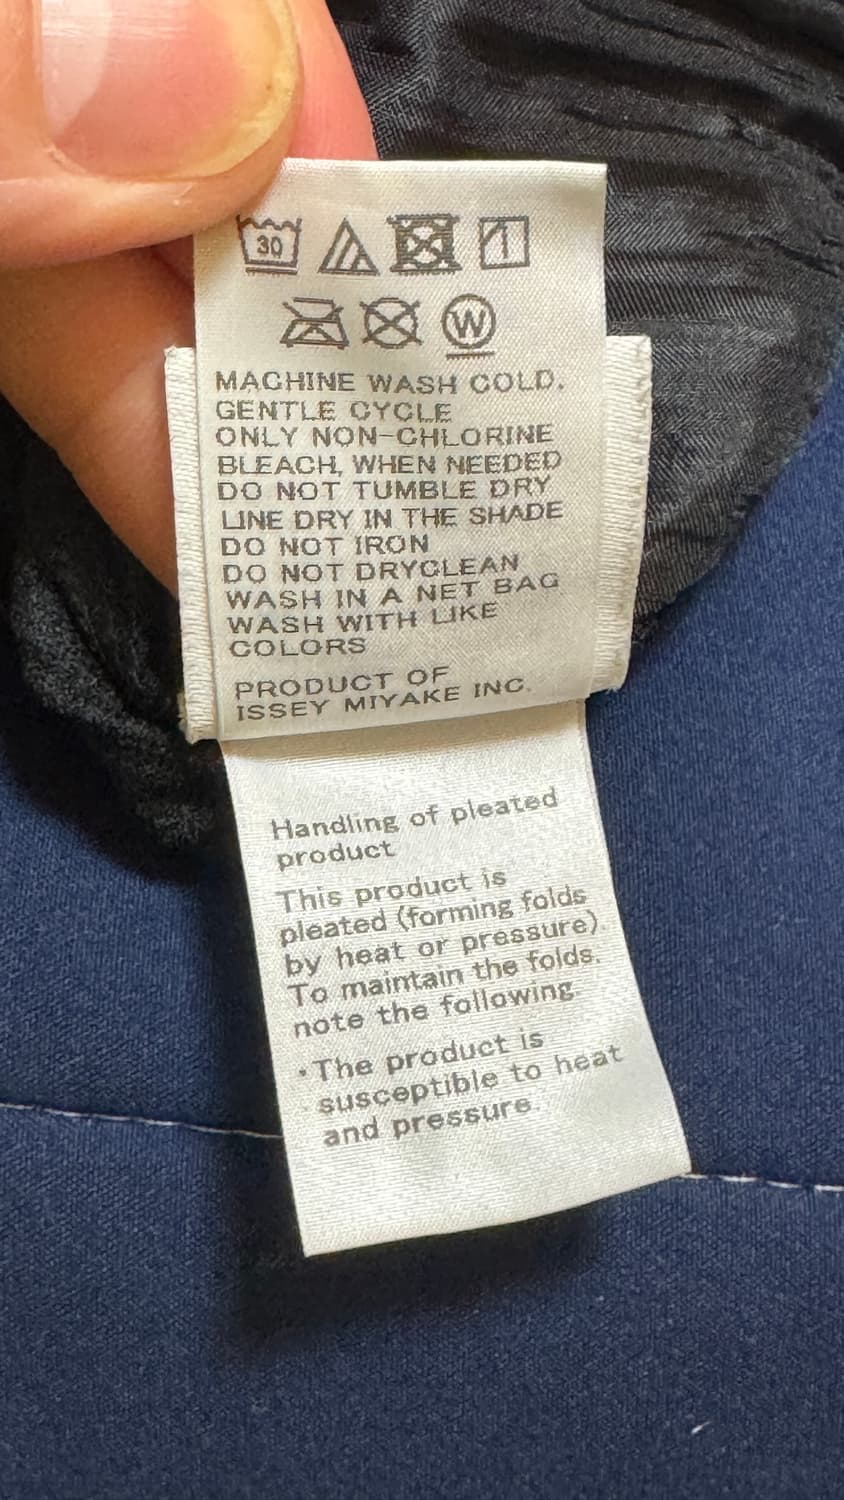 30
W
MACHINE WASH COLD.
GENTLE CYCLE
ONLY NON-CHLORINE
BLEACH, WHEN NEEDED
DO NOT TUMBLE DRY
LINE DRY IN THE SHADE
DO NOT IRON
DO NOT DRYCLEAN
WASH IN A NET BAG
WASH WITH LIKE
COLORS
PRODUCT OF
ISSEY MIYAKE INC.
Handling of pleated
product
This product is
pleated (forming folds
by heat or pressure).
To maintain the folds,
note the following.
・The product is
susceptible to heat
and pressure.